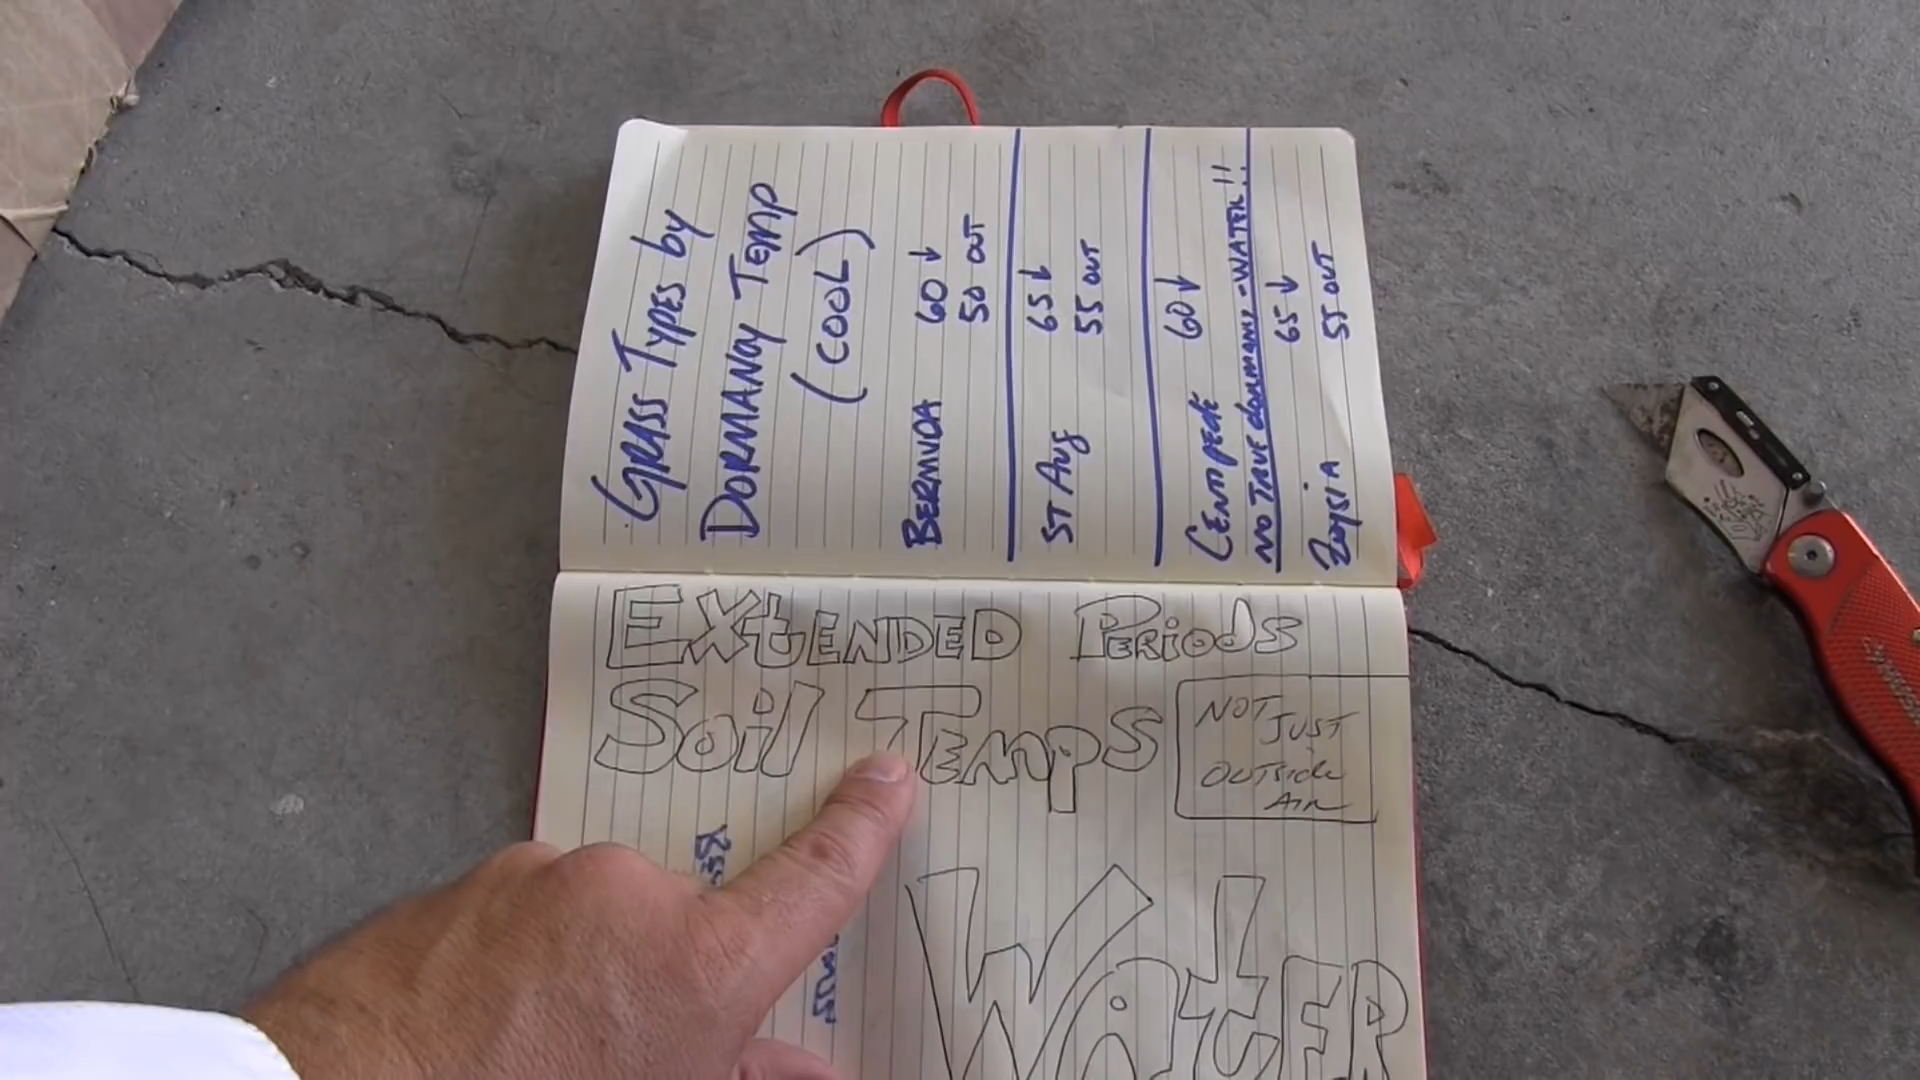 GRASS TYPES by
DORMANCY TEMP
(COOL)
BERMUDA 60↓
50 OUT
ST Aug 65↓
55 OUT
CENTIPEDE 60↓
NO TRUE dormancy - WATER!!
Zoysia 65↓
55 OUT
EXtENDED PERiodS
Soil TEmpS
NOT JUST
OUTSide
AIR
WAtER